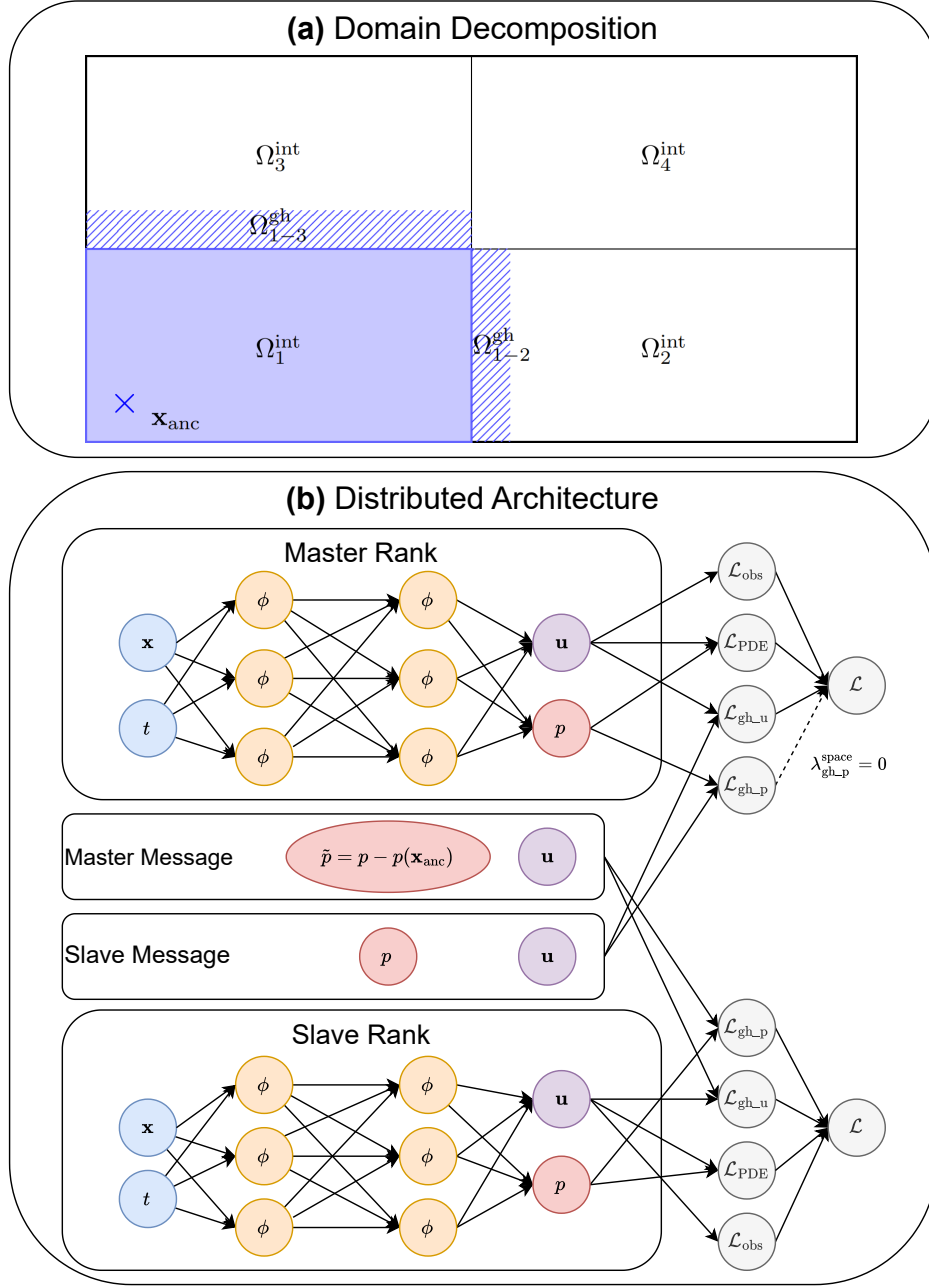 (a) Domain Decomposition
Ω₃^int
Ω₄^int
Ω₁₋₃^gh
Ω₁^int
Ω₁₋₂^gh
Ω₂^int
x_anc
(b) Distributed Architecture
Master Rank
x
t
ϕ
ϕ
ϕ
ϕ
ϕ
ϕ
u
p
ℒ_obs
ℒ_PDE
ℒ_gh_u
ℒ_gh_p
ℒ
λ_gh_p^space = 0
Master Message
p̃ = p − p(x_anc)
u
Slave Message
p
u
Slave Rank
x
t
ϕ
ϕ
ϕ
ϕ
ϕ
ϕ
u
p
ℒ_gh_p
ℒ_gh_u
ℒ_PDE
ℒ_obs
ℒ